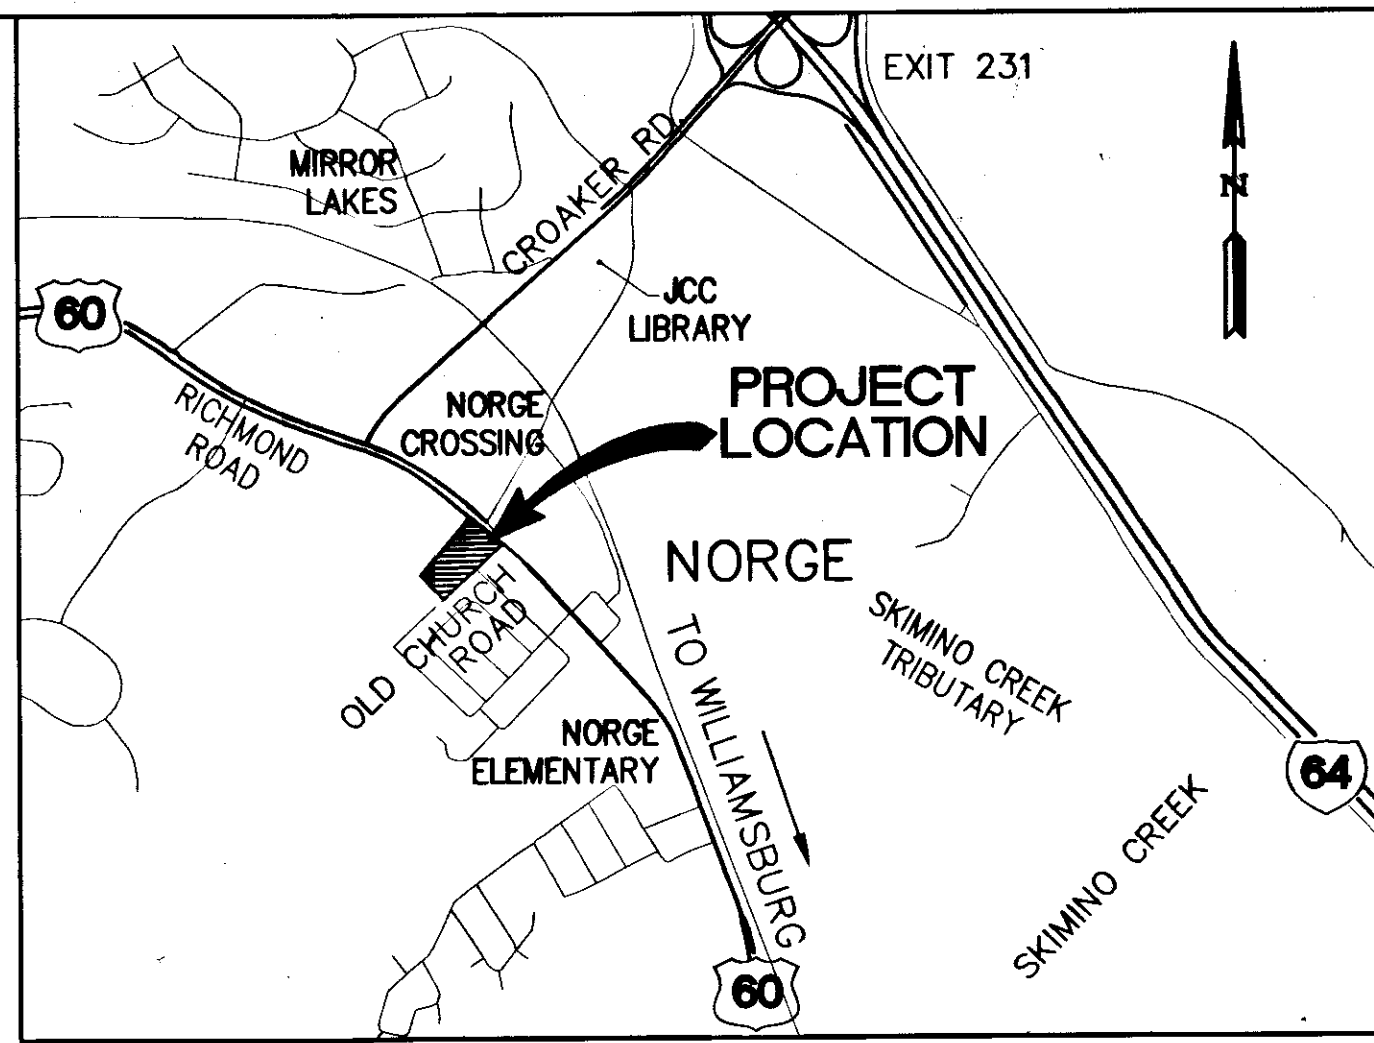 EXIT 231
N
MIRROR
LAKES
CROAKER RD.
60
JCC
LIBRARY
RICHMOND
ROAD
NORGE
CROSSING
PROJECT
LOCATION
NORGE
OLD CHURCH
ROAD
SKIMINO CREEK
TRIBUTARY
TO WILLIAMSBURG
NORGE
ELEMENTARY
64
SKIMINO CREEK
60